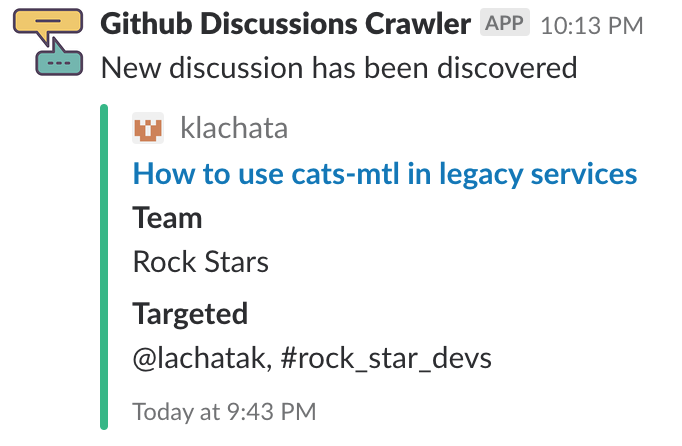 Github Discussions Crawler APP 10:13 PM
New discussion has been discovered
klachata
How to use cats-mtl in legacy services
Team
Rock Stars
Targeted
@lachatak, #rock_star_devs
Today at 9:43 PM